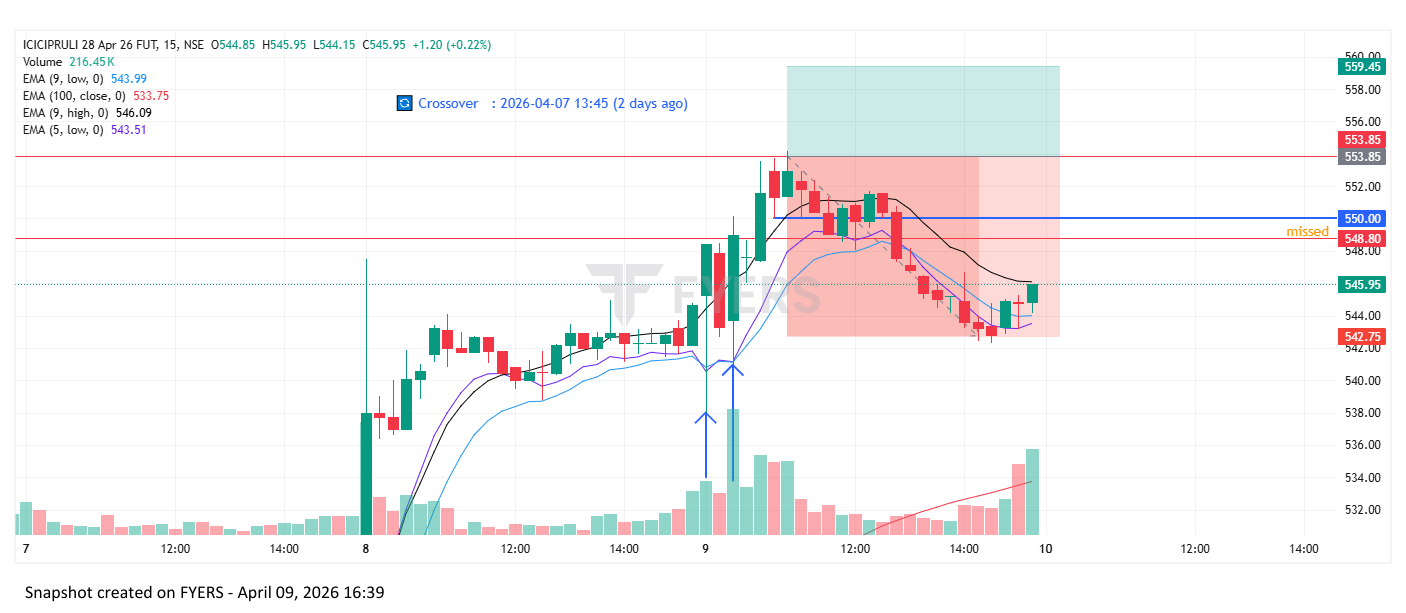 ICICIPRULI 28 Apr 26 FUT, 15, NSE O544.85 H545.95 L544.15 C545.95 +1.20 (+0.22%)
Volume 216.45K
EMA (9, low, 0) 543.99
EMA (100, close, 0) 533.75
EMA (9, high, 0) 546.09
EMA (5, low, 0) 543.51
Crossover : 2026-04-07 13:45 (2 days ago)
560.00
559.45
558.00
556.00
553.85
553.85
552.00
550.00
missed
548.80
548.00
545.95
544.00
542.75
542.00
540.00
538.00
536.00
534.00
532.00
FYERS
7 12:00 14:00 8 12:00 14:00 9 12:00 14:00 10 12:00 14:00
Snapshot created on FYERS - April 09, 2026 16:39